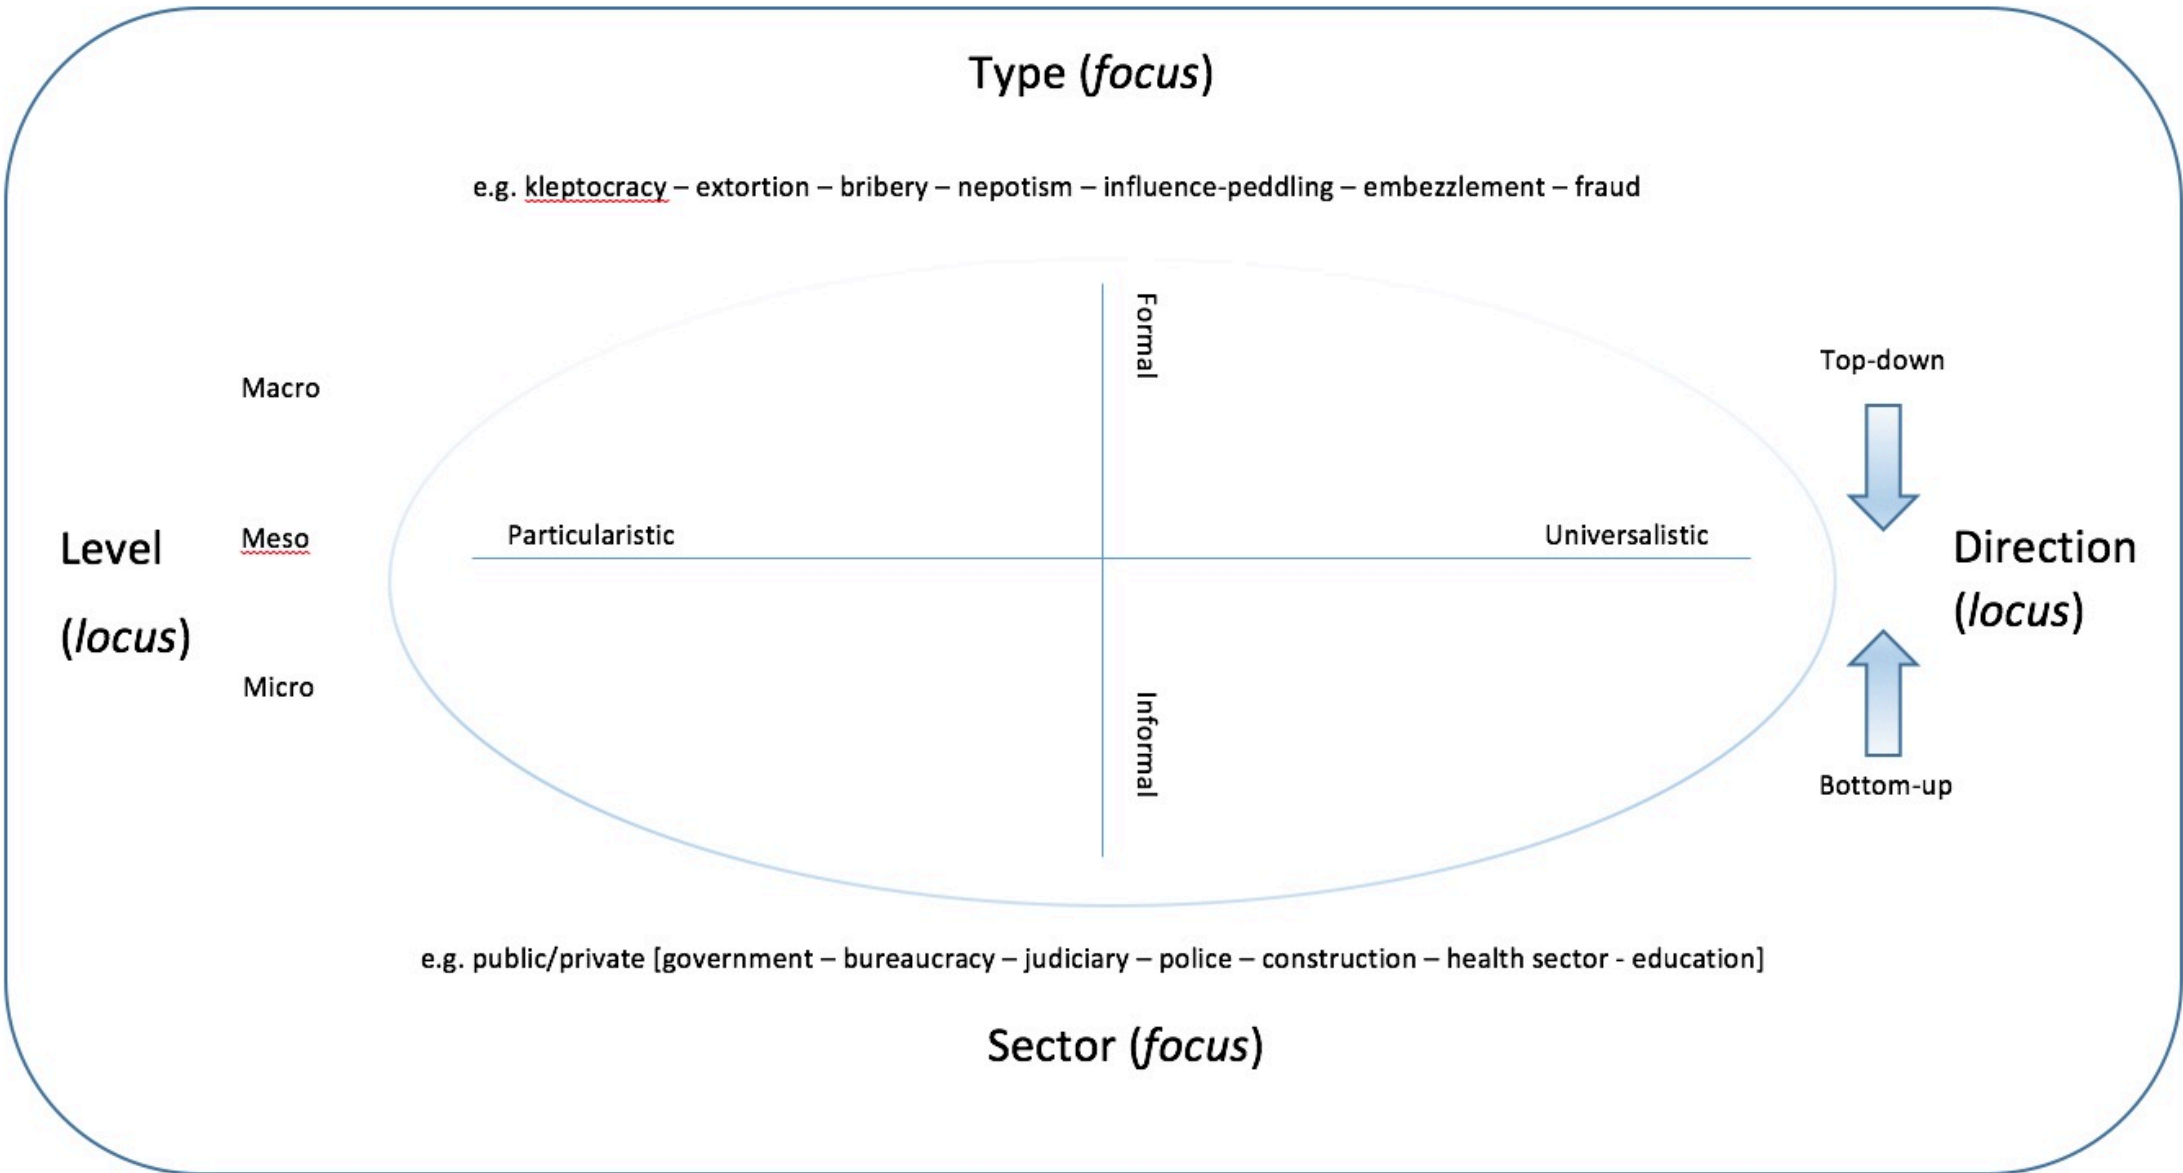 Type (focus)
e.g. kleptocracy – extortion – bribery – nepotism – influence-peddling – embezzlement – fraud
Formal
Top-down
Macro
Particularistic
Universalistic
Level
Meso
Direction
(locus)
(locus)
Micro
Informal
Bottom-up
e.g. public/private [government – bureaucracy – judiciary – police – construction – health sector - education]
Sector (focus)